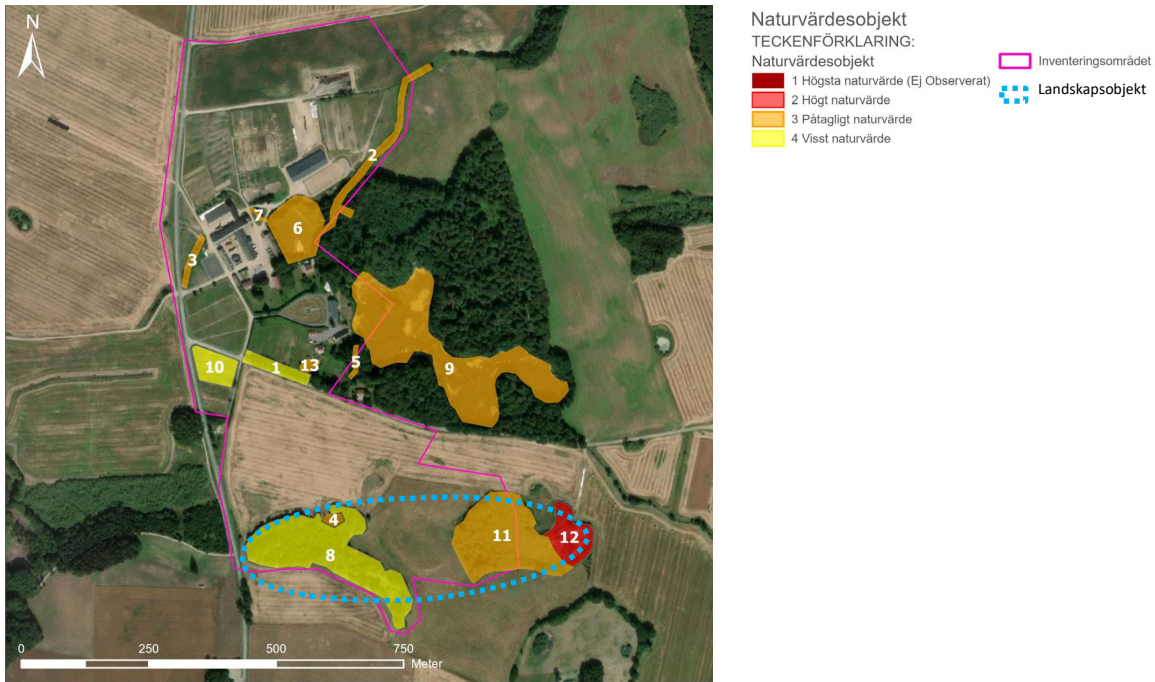 N
2
7
6
3
9
5
13
1
10
4
8
11
12
0 250 500 750
Meter
Naturvärdesobjekt
TECKENFÖRKLARING:
Naturvärdesobjekt
1 Högsta naturvärde (Ej Observerat)
2 Högt naturvärde
3 Påtagligt naturvärde
4 Visst naturvärde
Inventeringsområdet
Landskapsobjekt